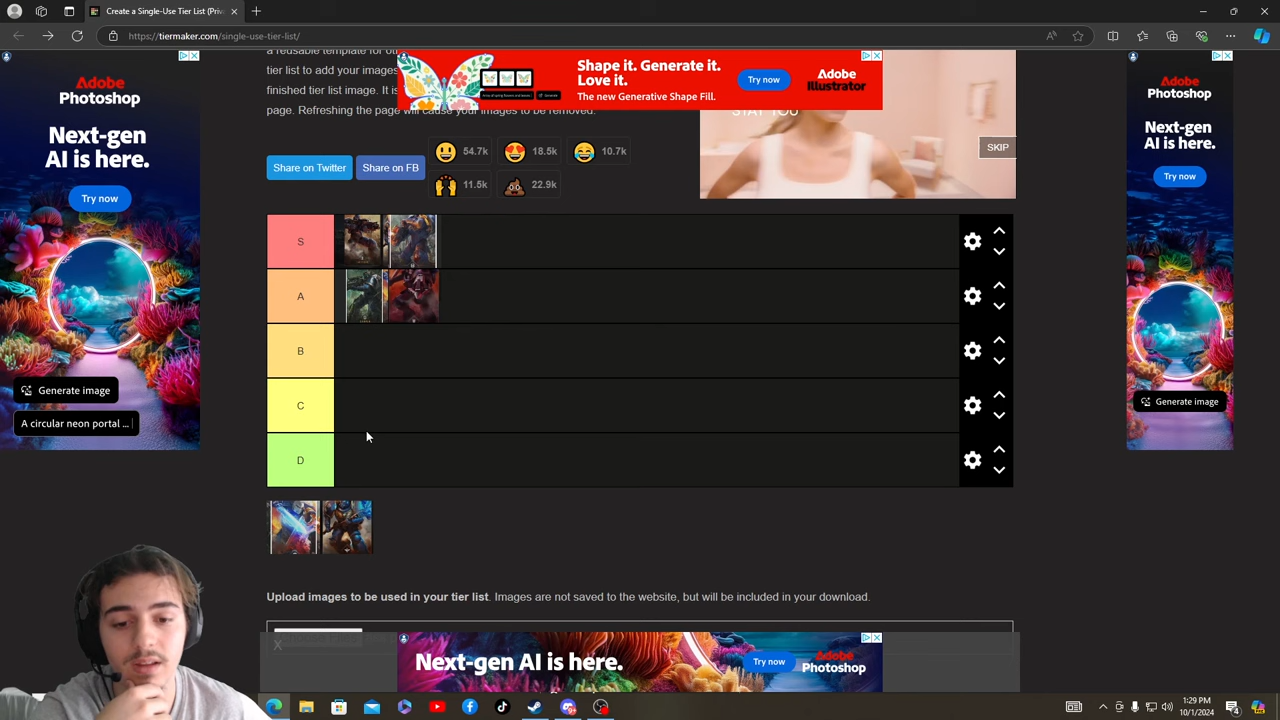 Create a Single-Use Tier List (Priv
https://tiermaker.com/single-use-tier-list/
Adobe
Photoshop
Next-gen
AI is here.
Try now
Generate image
A circular neon portal ...
a reusable template for
tier list to add your images
finished tier list image. It is
page. Refreshing the page will cause your images to be removed.
Shape it. Generate it.
Love it.
The new Generative Shape Fill.
Try now
Adobe
Illustrator
STAY YOU
SKIP
Share on Twitter
Share on FB
54.7k
18.5k
10.7k
11.5k
22.9k
S
A
B
C
D
Upload images to be used in your tier list. Images are not saved to the website, but will be included in your download.
X
Next-gen AI is here.
Try now
Adobe
Photoshop
Adobe
Photoshop
Next-gen
AI is here.
Try now
Generate image
1:29 PM
10/1/2024